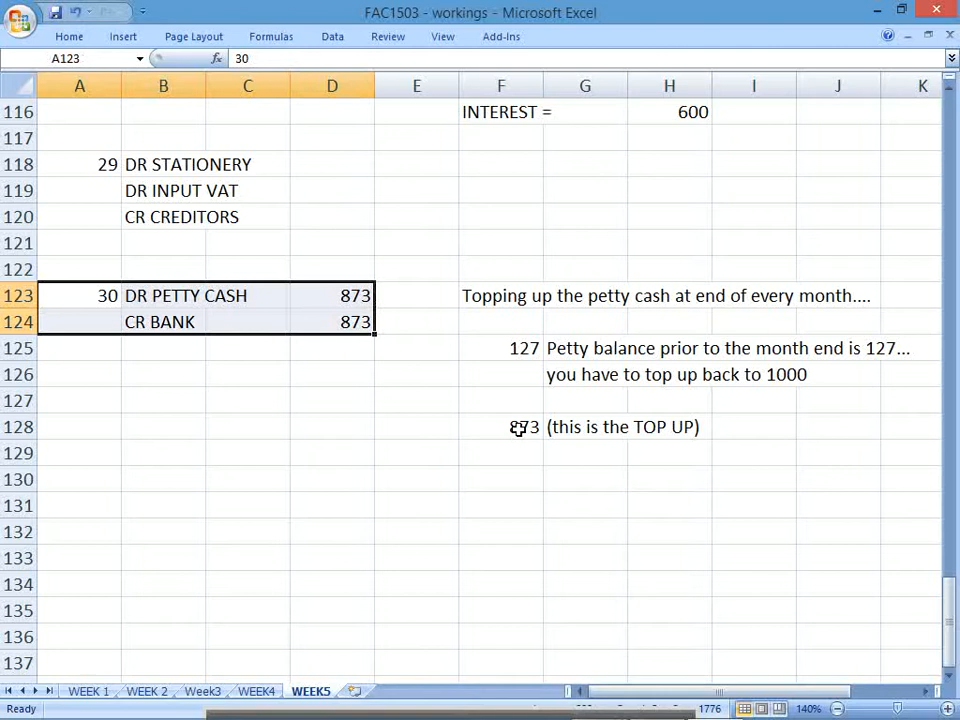 FAC1503 - workings - Microsoft Excel
Home Insert Page Layout Formulas Data Review View Add-Ins
A123 fx 30
A B C D E F G H I J K
116 INTEREST = 600
117
118 29 DR STATIONERY
119 DR INPUT VAT
120 CR CREDITORS
121
122
123 30 DR PETTY CASH 873 Topping up the petty cash at end of every month....
124 CR BANK 873
125 127 Petty balance prior to the month end is 127...
126 you have to top up back to 1000
127
128 873 (this is the TOP UP)
129
130
131
132
133
134
135
136
137
WEEK 1 WEEK 2 Week3 WEEK4 WEEK5
Ready 1776 140%